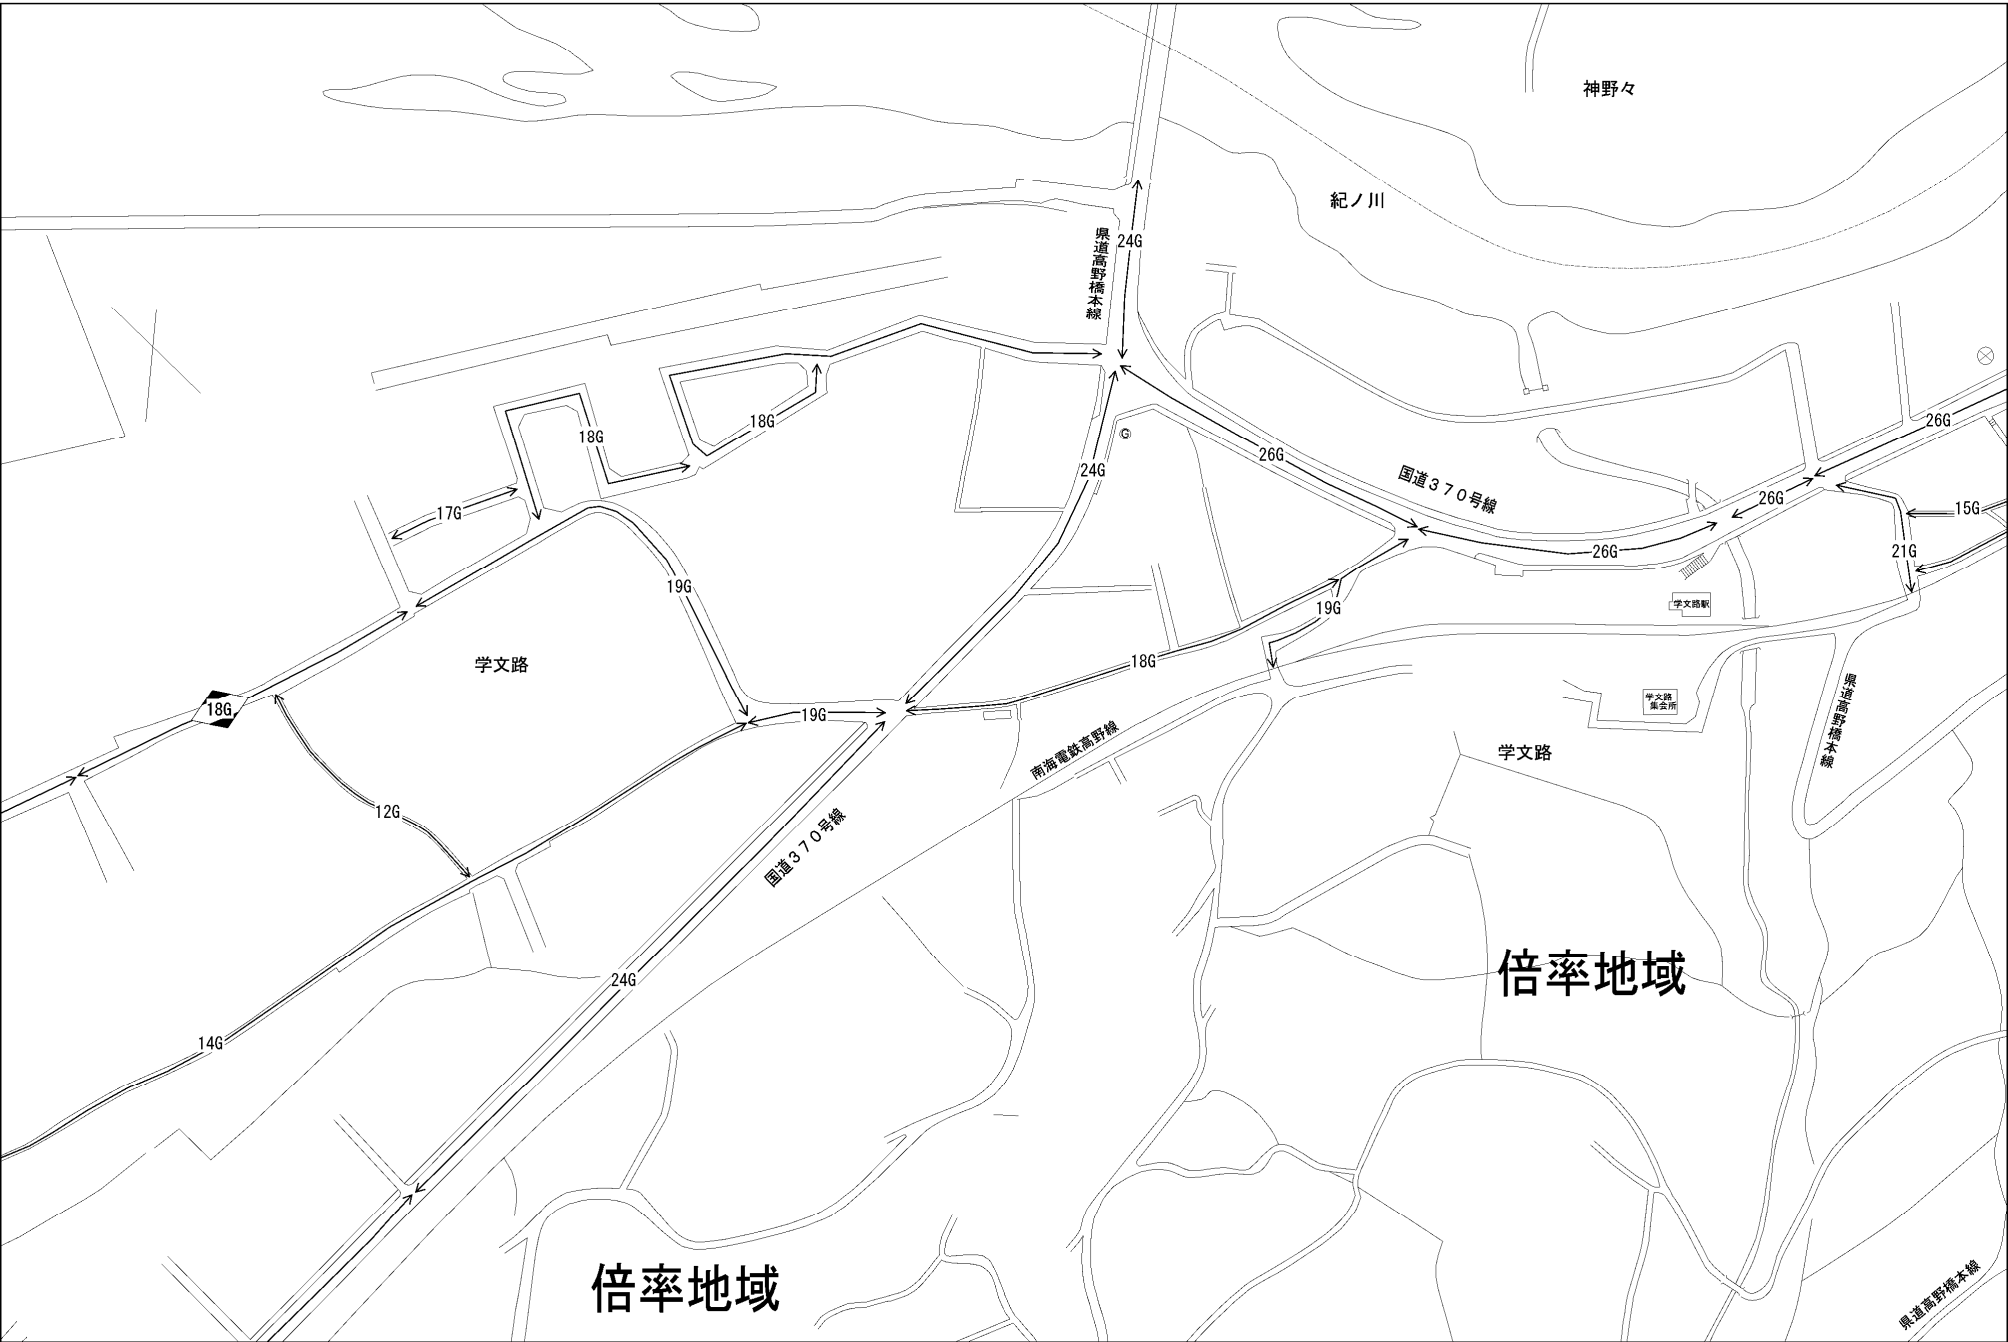 神野々
紀ノ川
県道高野橋本線
24G
26G
18G
18G
24G
26G
国道370号線
26G
17G
15G
26G
21G
19G
19G
学文路駅
学文路
18G
学文路
集会所
県道高野橋本線
18G
19G
南海電鉄高野線
学文路
12G
国道370号線
倍率地域
24G
14G
倍率地域
県道高野橋本線
G